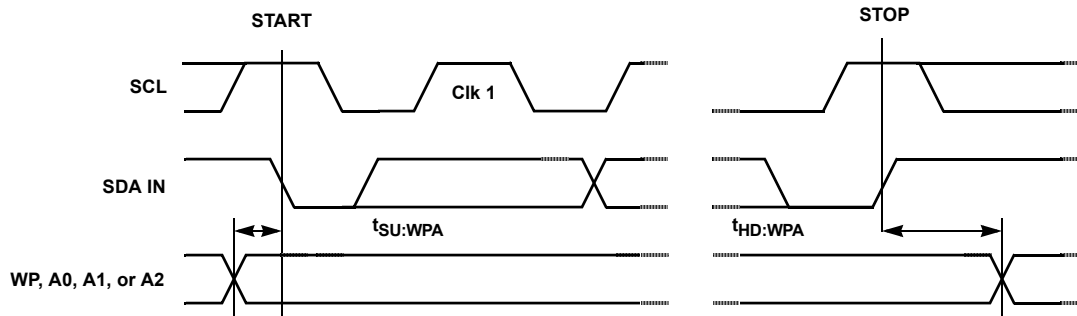 START
STOP
SCL
Clk 1
SDA IN
tSU:WPA
tHD:WPA
WP, A0, A1, or A2